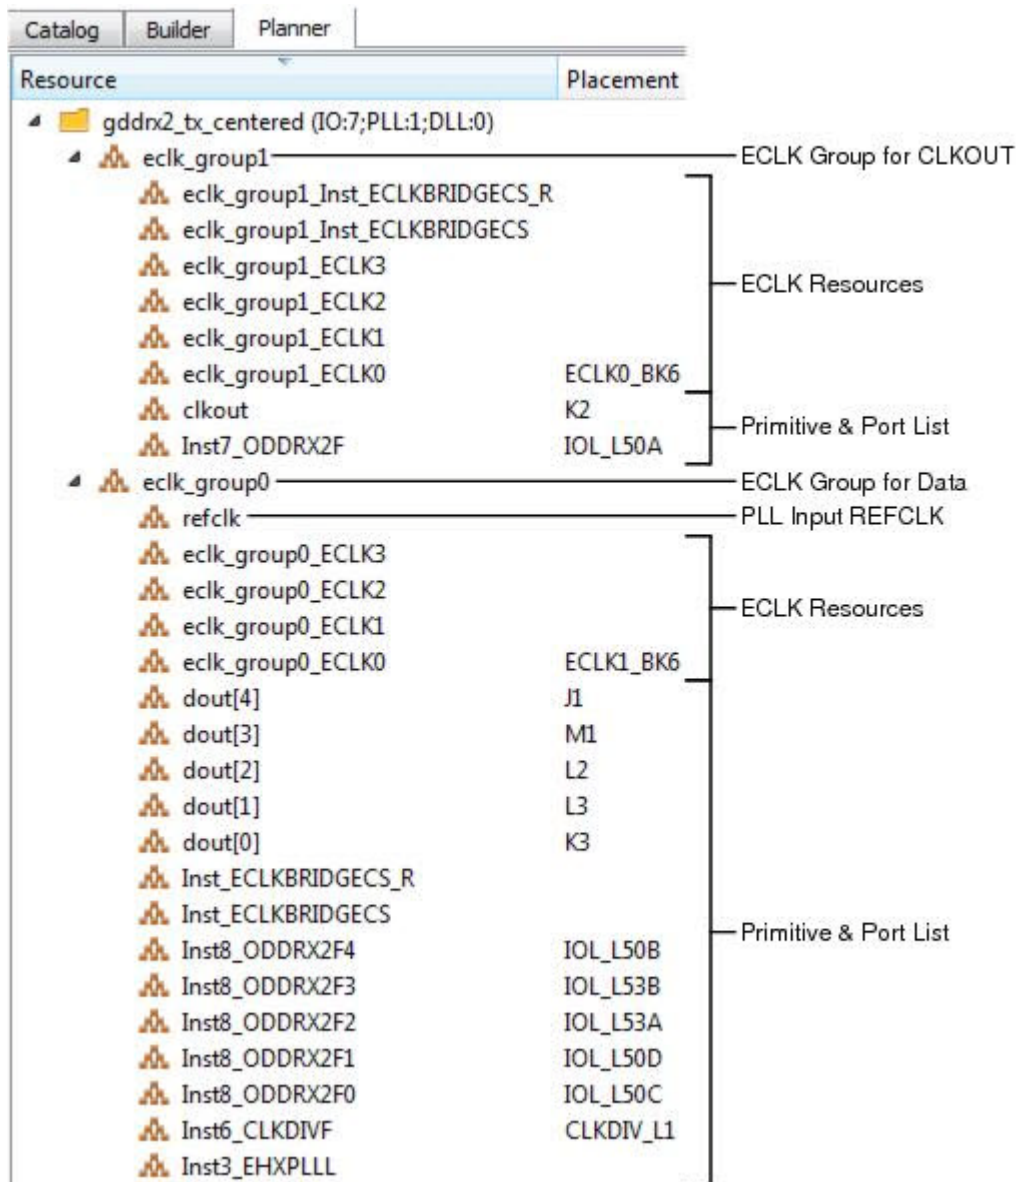 Catalog Builder Planner
Resource Placement
gddrx2_tx_centered (IO:7;PLL:1;DLL:0)
eclk_group1 ECLK Group for CLKOUT
eclk_group1_Inst_ECLKBRIDGECS_R
eclk_group1_Inst_ECLKBRIDGECS
eclk_group1_ECLK3
ECLK Resources
eclk_group1_ECLK2
eclk_group1_ECLK1
eclk_group1_ECLK0 ECLK0_BK6
clkout K2
Primitive & Port List
Inst7_ODDRX2F IOL_L50A
eclk_group0 ECLK Group for Data
refclk PLL Input REFCLK
eclk_group0_ECLK3
eclk_group0_ECLK2
ECLK Resources
eclk_group0_ECLK1
eclk_group0_ECLK0 ECLK1_BK6
dout[4] J1
dout[3] M1
dout[2] L2
dout[1] L3
dout[0] K3
Inst_ECLKBRIDGECS_R
Inst_ECLKBRIDGECS
Primitive & Port List
Inst8_ODDRX2F4 IOL_L50B
Inst8_ODDRX2F3 IOL_L53B
Inst8_ODDRX2F2 IOL_L53A
Inst8_ODDRX2F1 IOL_L50D
Inst8_ODDRX2F0 IOL_L50C
Inst6_CLKDIVF CLKDIV_L1
Inst3_EHXPLLL